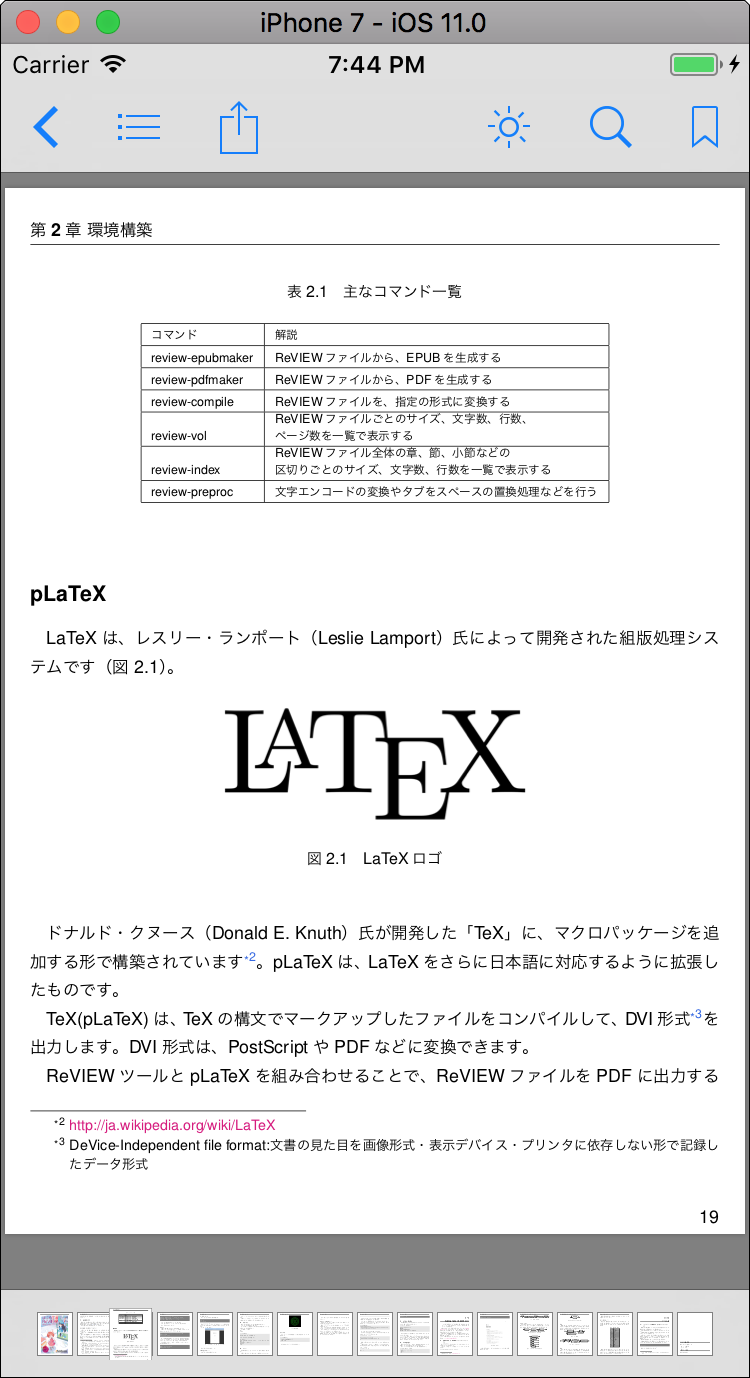 iPhone 7 - iOS 11.0
Carrier 7:44 PM
第 2 章 環境構築
表 2.1　主なコマンド一覧
コマンド 解説
review-epubmaker ReVIEW ファイルから、EPUB を生成する
review-pdfmaker ReVIEW ファイルから、PDF を生成する
review-compile ReVIEW ファイルを、指定の形式に変換する
ReVIEW ファイルごとのサイズ、文字数、行数、
review-vol ページ数を一覧で表示する
ReVIEW ファイル全体の章、節、小節などの
review-index 区切りごとのサイズ、文字数、行数を一覧で表示する
review-preproc 文字エンコードの変換やタブをスペースの置換処理などを行う
pLaTeX
LaTeX は、レスリー・ランポート（Leslie Lamport）氏によって開発された組版処理シス
テムです（図 2.1）。
LATEX
図 2.1　LaTeX ロゴ
ドナルド・クヌース（Donald E. Knuth）氏が開発した「TeX」に、マクロパッケージを追
加する形で構築されています*2。pLaTeX は、LaTeX をさらに日本語に対応するように拡張し
たものです。
TeX(pLaTeX) は、TeX の構文でマークアップしたファイルをコンパイルして、DVI 形式*3を
出力します。DVI 形式は、PostScript や PDF などに変換できます。
ReVIEW ツールと pLaTeX を組み合わせることで、ReVIEW ファイルを PDF に出力する
*2 http://ja.wikipedia.org/wiki/LaTeX
*3 DeVice-Independent file format:文書の見た目を画像形式・表示デバイス・プリンタに依存しない形で記録し
たデータ形式
19